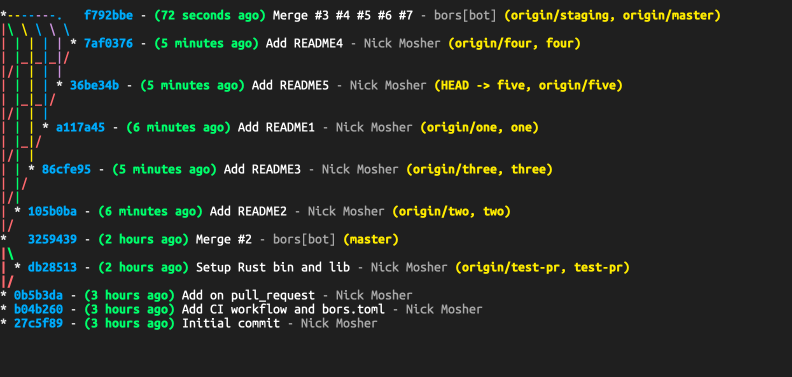 *-----. f792bbe - (72 seconds ago) Merge #3 #4 #5 #6 #7 - bors[bot] (origin/staging, origin/master)
* 7af0376 - (5 minutes ago) Add README4 - Nick Mosher (origin/four, four)
* 36be34b - (5 minutes ago) Add README5 - Nick Mosher (HEAD -> five, origin/five)
* a117a45 - (6 minutes ago) Add README1 - Nick Mosher (origin/one, one)
* 86cfe95 - (5 minutes ago) Add README3 - Nick Mosher (origin/three, three)
* 105b0ba - (6 minutes ago) Add README2 - Nick Mosher (origin/two, two)
* 3259439 - (2 hours ago) Merge #2 - bors[bot] (master)
* db28513 - (2 hours ago) Setup Rust bin and lib - Nick Mosher (origin/test-pr, test-pr)
* 0b5b3da - (3 hours ago) Add on pull_request - Nick Mosher
* b04b260 - (3 hours ago) Add CI workflow and bors.toml - Nick Mosher
* 27c5f89 - (3 hours ago) Initial commit - Nick Mosher